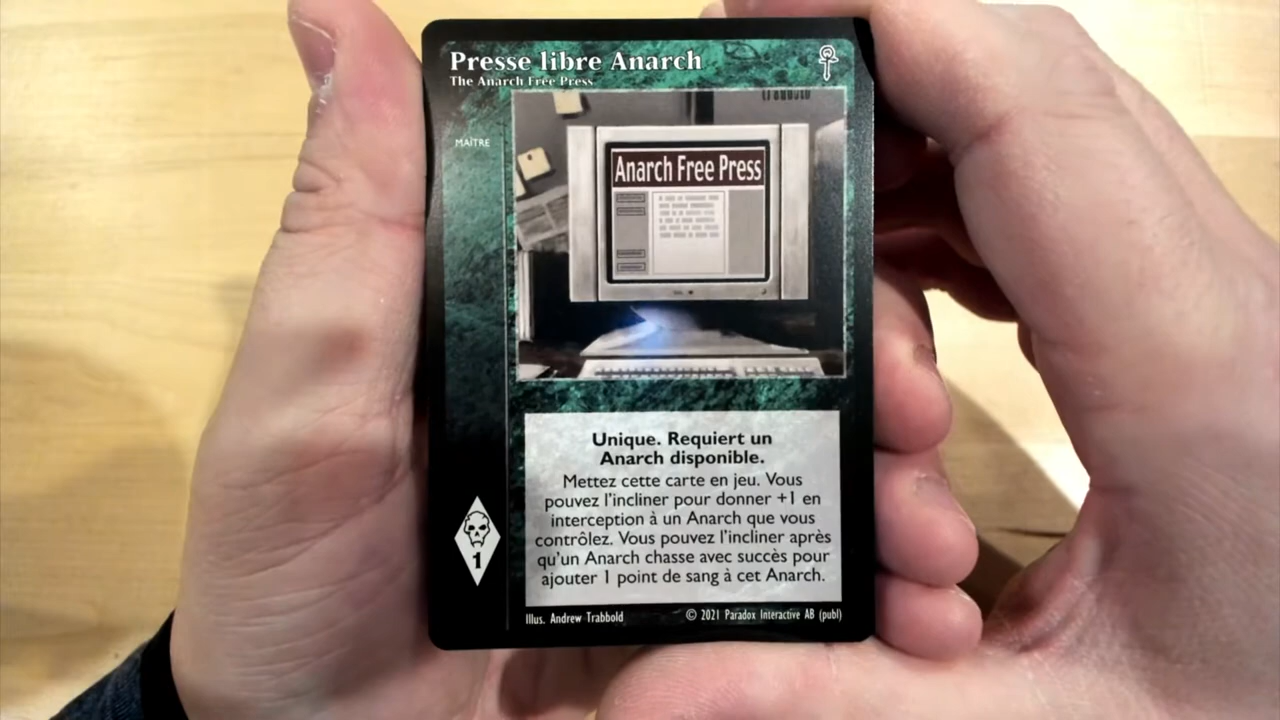 Presse libre Anarch
The Anarch Free Press
MAÎTRE
Anarch Free Press
Unique. Requiert un
Anarch disponible.
Mettez cette carte en jeu. Vous
pouvez l'incliner pour donner +1 en
interception à un Anarch que vous
contrôlez. Vous pouvez l'incliner après
qu'un Anarch chasse avec succès pour
ajouter 1 point de sang à cet Anarch.
1
Illus. Andrew Trabbold
© 2021 Paradox Interactive AB (publ)